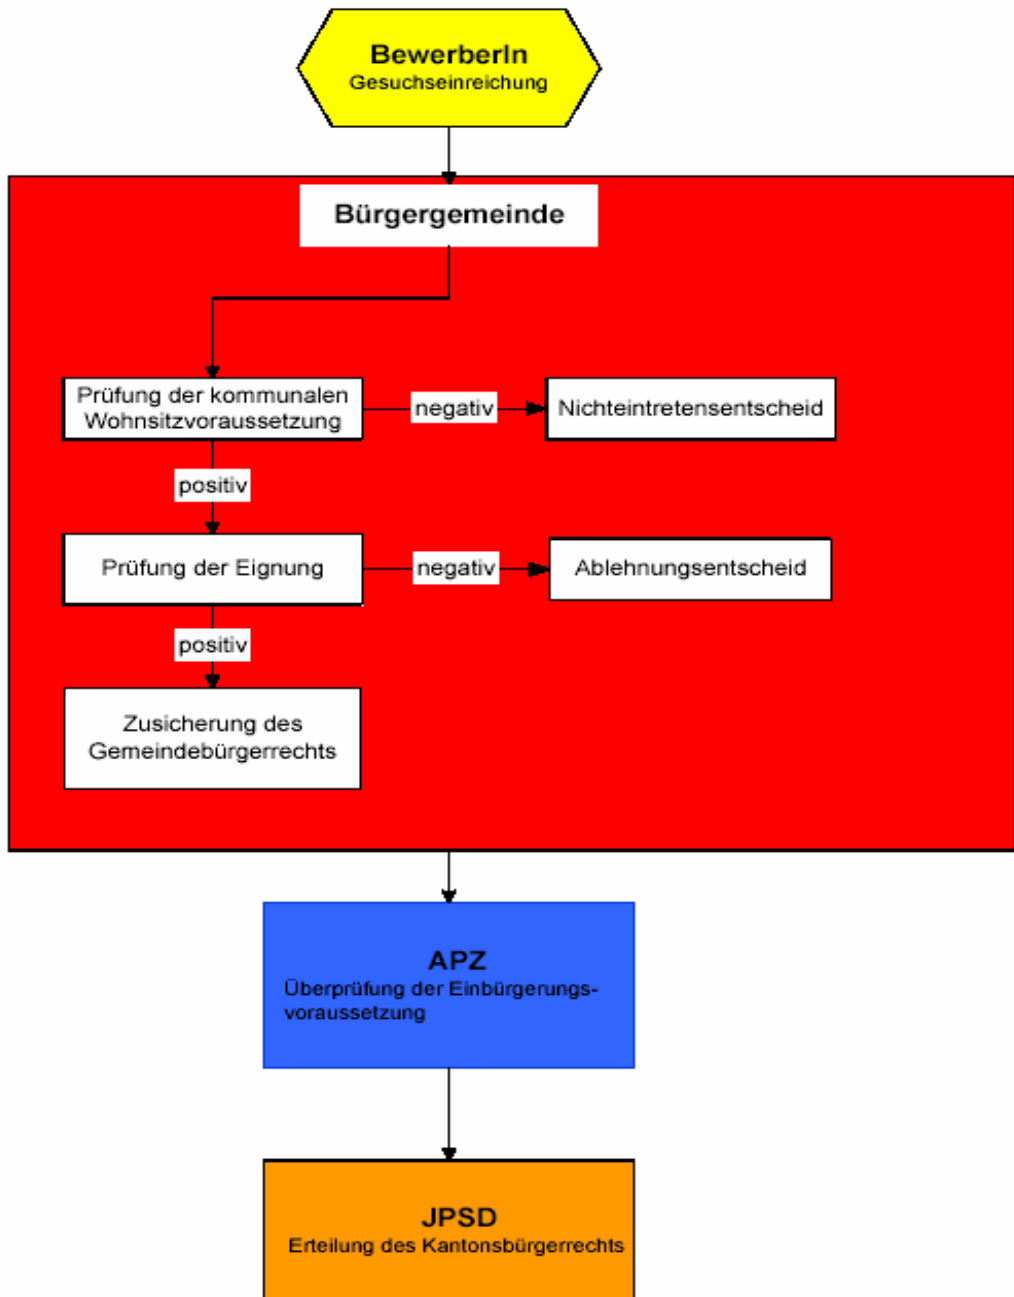 BewerberIn
Gesuchseinreichung
Bürgergemeinde
Prüfung der kommunalen
Wohnsitzvoraussetzung
negativ
Nichteintretensentscheid
positiv
Prüfung der Eignung
negativ
Ablehnungsentscheid
positiv
Zusicherung des
Gemeindebürgerrechts
APZ
Überprüfung der Einbürgerungs-
voraussetzung
JPSD
Erteilung des Kantonsbürgerrechts